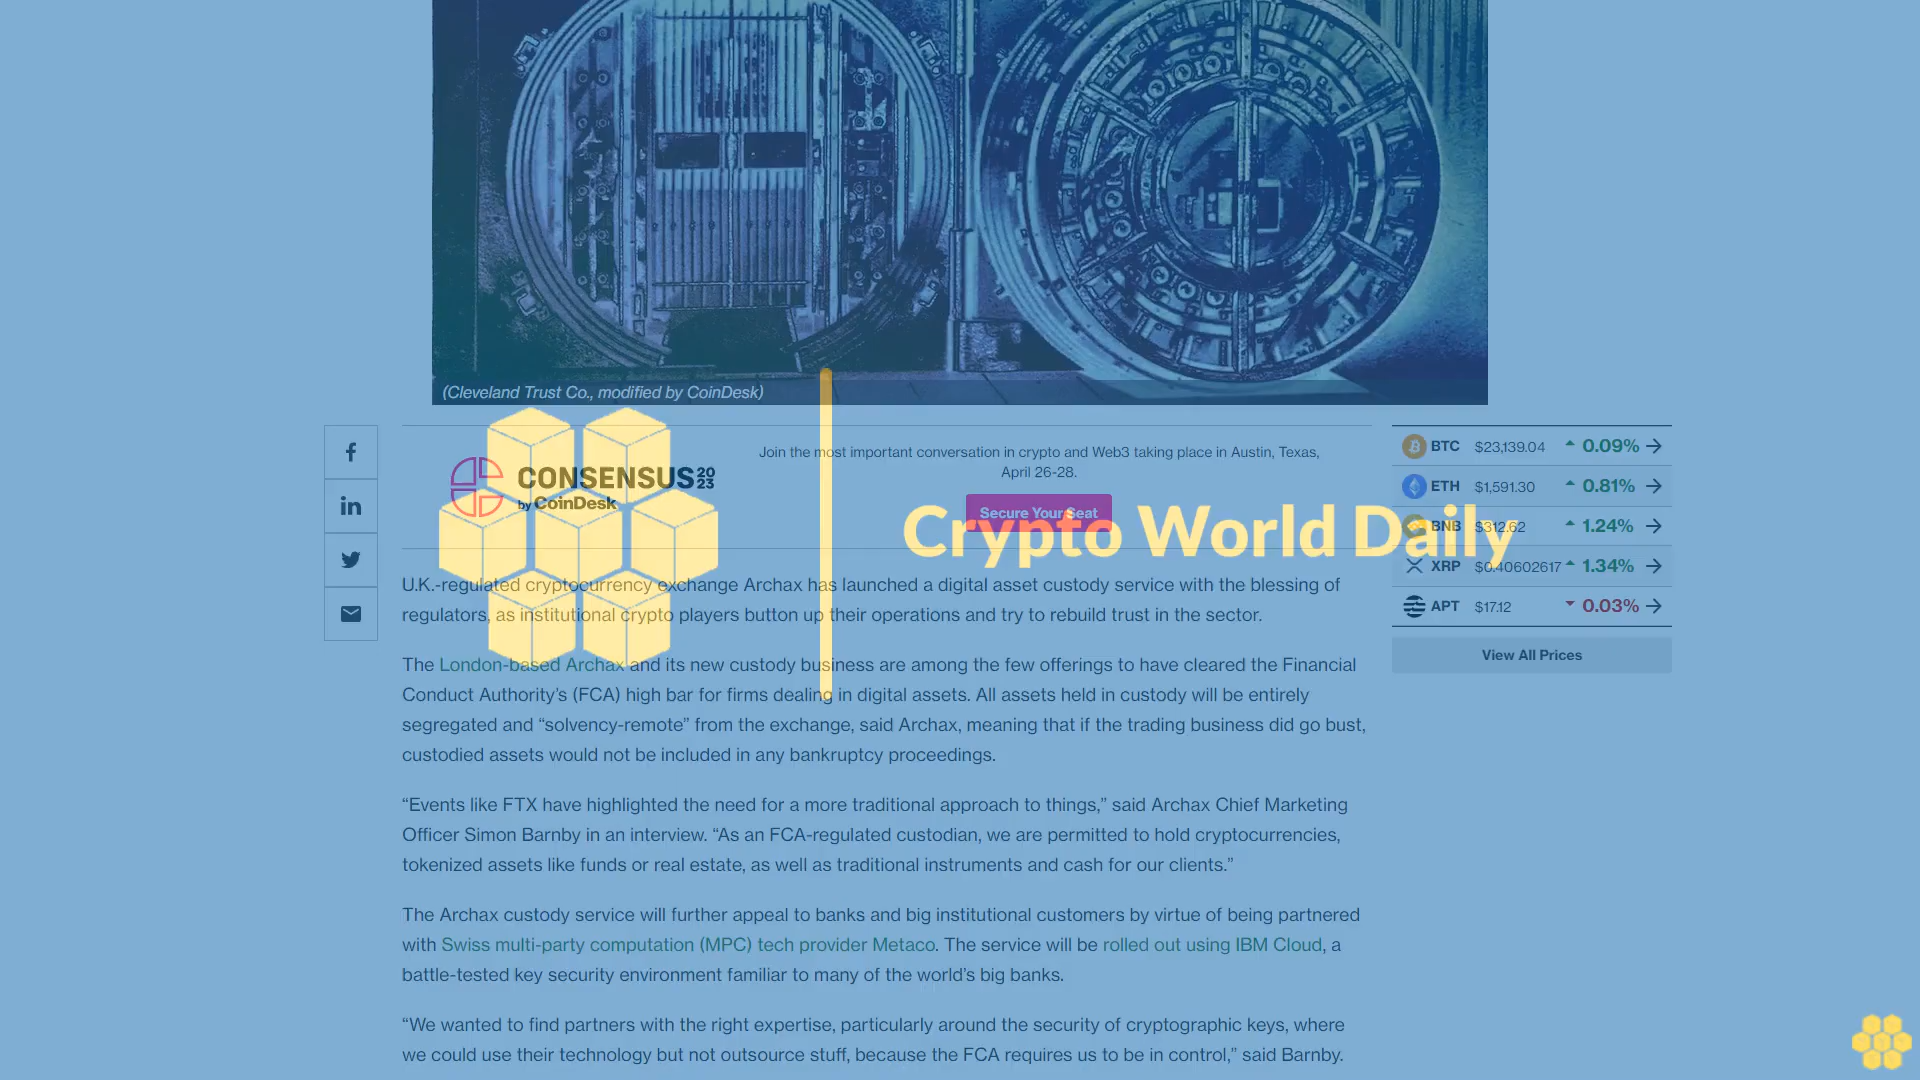 (Cleveland Trust Co., modified by CoinDesk)
CONSENSUS 2023
by CoinDesk
Join the most important conversation in crypto and Web3 taking place in Austin, Texas,
April 26-28.
Secure Your Seat
Crypto World Daily
BTC $23,139.04 0.09%
ETH $1,591.30 0.81%
BNB $312.62 1.24%
XRP $0.40602617 1.34%
APT $17.12 0.03%
View All Prices
U.K.-regulated cryptocurrency exchange Archax has launched a digital asset custody service with the blessing of
regulators, as institutional crypto players button up their operations and try to rebuild trust in the sector.
The London-based Archax and its new custody business are among the few offerings to have cleared the Financial
Conduct Authority’s (FCA) high bar for firms dealing in digital assets. All assets held in custody will be entirely
segregated and “solvency-remote” from the exchange, said Archax, meaning that if the trading business did go bust,
custodied assets would not be included in any bankruptcy proceedings.
“Events like FTX have highlighted the need for a more traditional approach to things,” said Archax Chief Marketing
Officer Simon Barnby in an interview. “As an FCA-regulated custodian, we are permitted to hold cryptocurrencies,
tokenized assets like funds or real estate, as well as traditional instruments and cash for our clients.”
The Archax custody service will further appeal to banks and big institutional customers by virtue of being partnered
with Swiss multi-party computation (MPC) tech provider Metaco. The service will be rolled out using IBM Cloud, a
battle-tested key security environment familiar to many of the world’s big banks.
“We wanted to find partners with the right expertise, particularly around the security of cryptographic keys, where
we could use their technology but not outsource stuff, because the FCA requires us to be in control,” said Barnby.